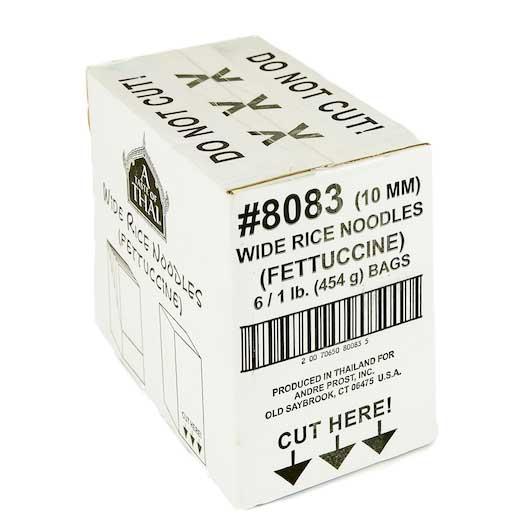 DO NOT CUT!
DO NOT CUT!
A
TASTE OF
THAI
WIDE RICE NOODLES
(FETTUCCINE)
CUT HERE!
#8083 (10 MM)
WIDE RICE NOODLES
(FETTUCCINE)
6 / 1 lb. (454 g) BAGS
2 00 70650 80083 5
PRODUCED IN THAILAND FOR
ANDRE PROST, INC.
OLD SAYBROOK, CT 06475 U.S.A.
CUT HERE!